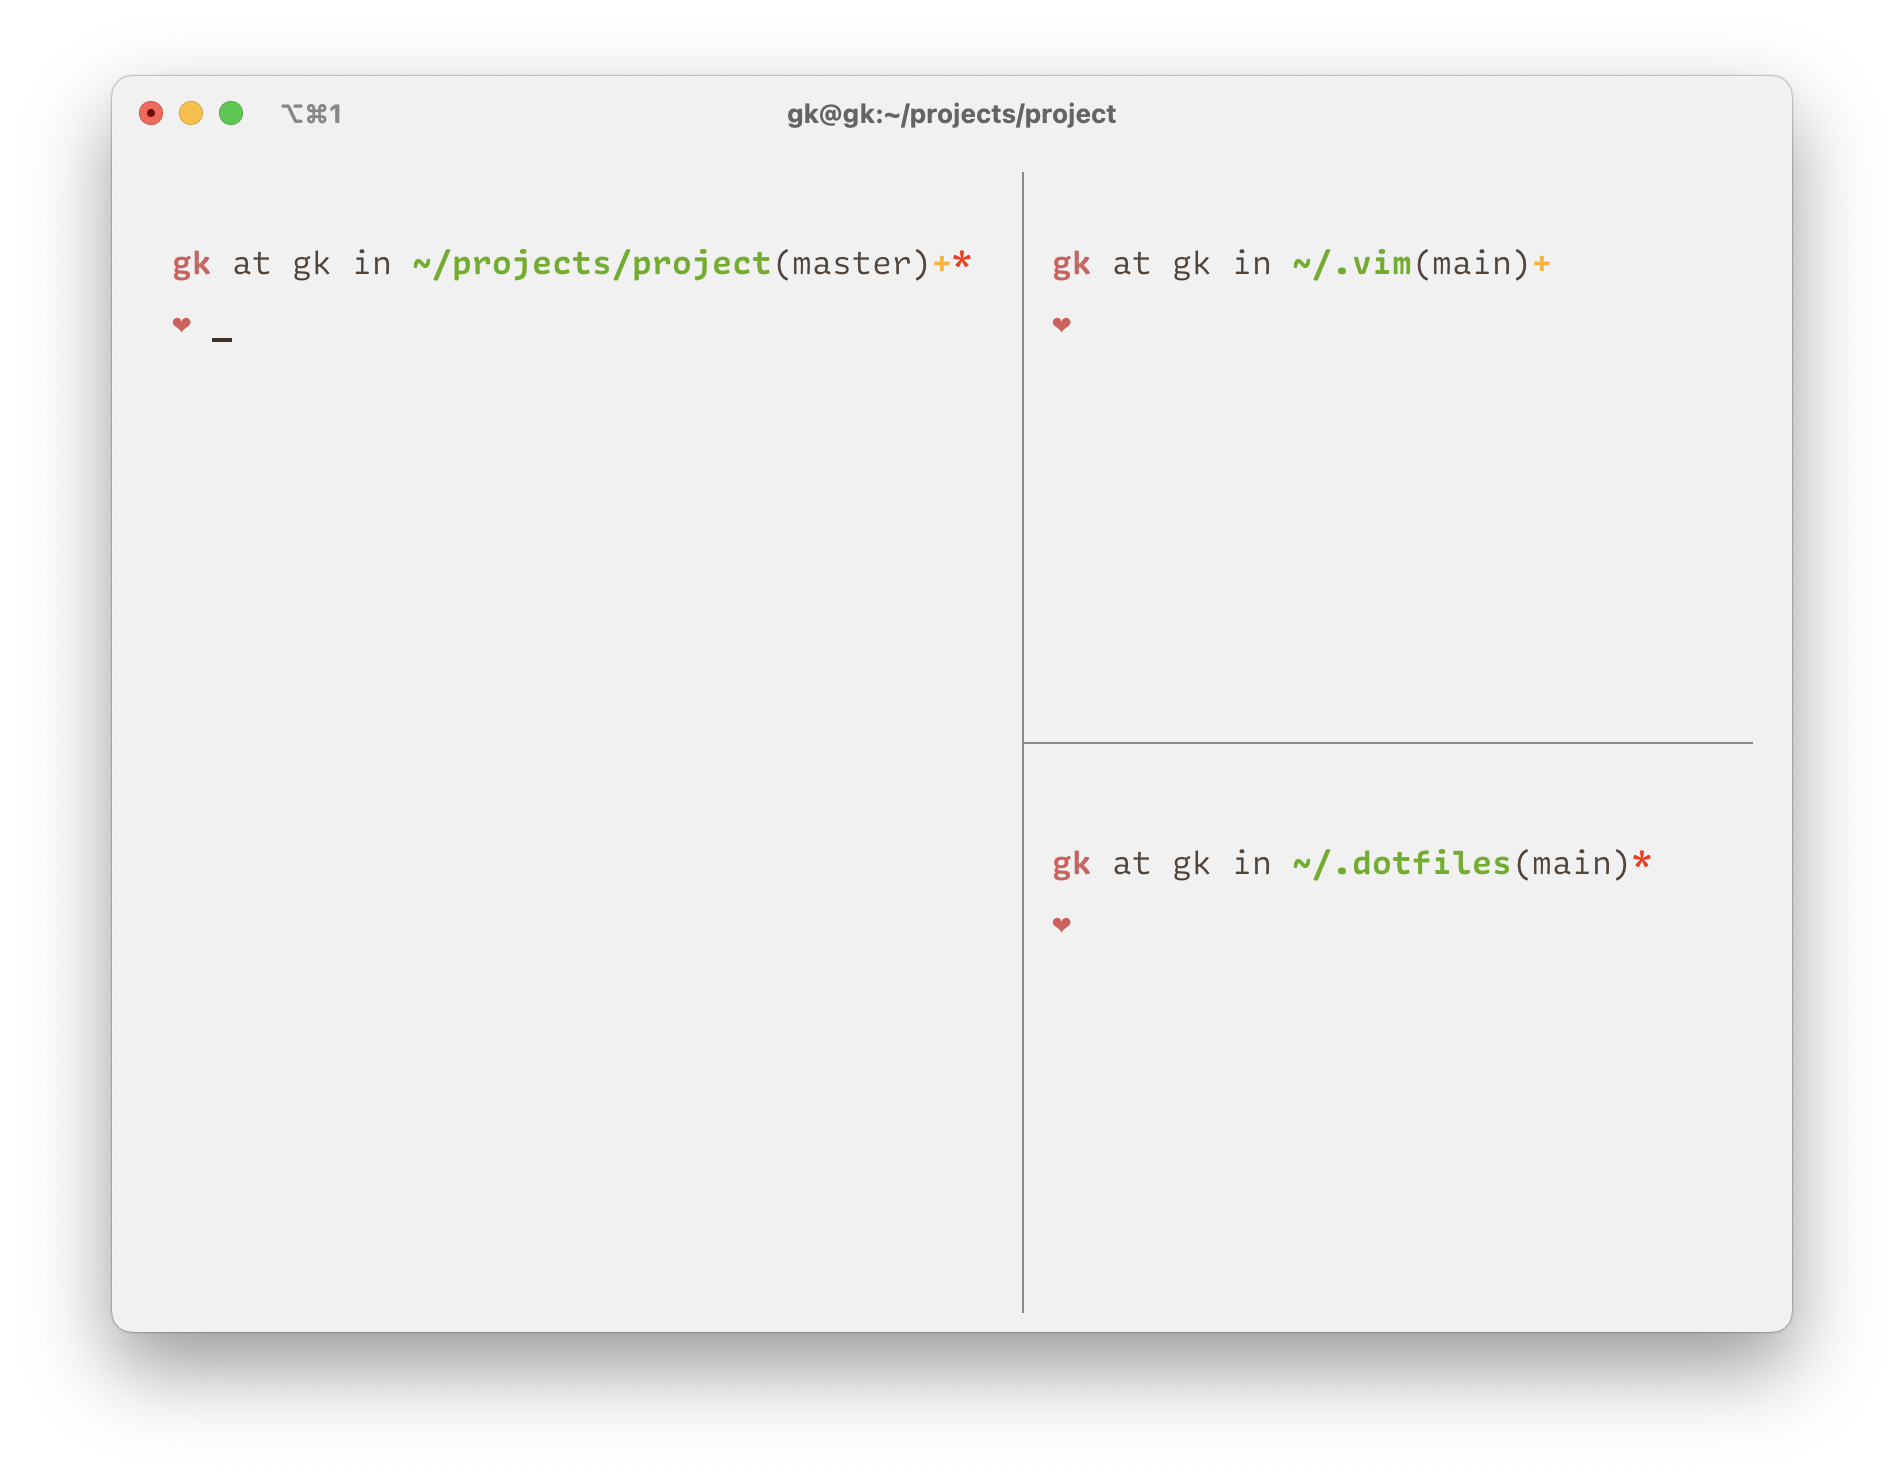 ⌥⌘1
gk@gk:~/projects/project
gk at gk in ~/projects/project(master)+*
❤ _
gk at gk in ~/.vim(main)+
❤
gk at gk in ~/.dotfiles(main)*
❤